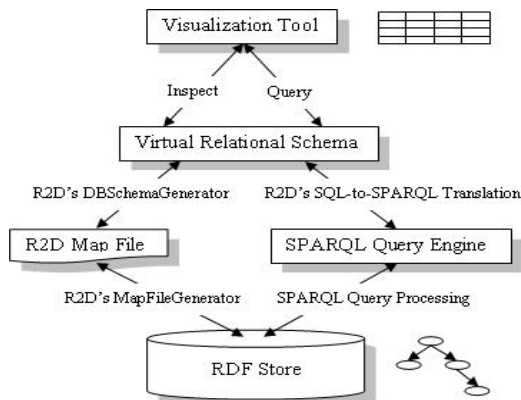 Visualization Tool
Inspect
Query
Virtual Relational Schema
R2D's DBSchemaGenerator
R2D's SQL-to-SPARQL Translation
R2D Map File
SPARQL Query Engine
R2D's MapFileGenerator
SPARQL Query Processing
RDF Store